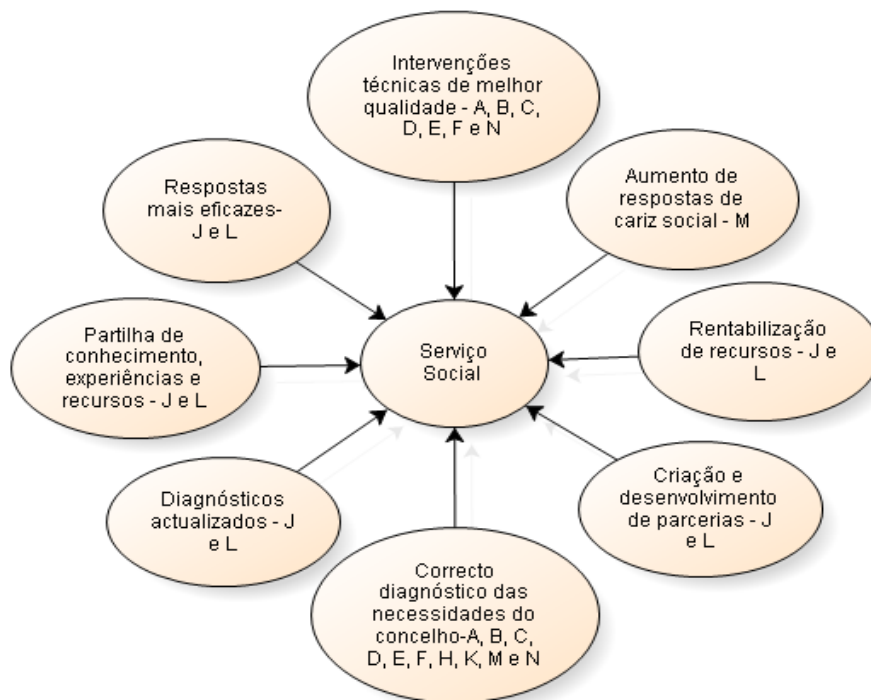 Intervenções
técnicas de melhor
qualidade - A, B, C,
D, E, F e N
Respostas
mais eficazes-
J e L
Aumento de
respostas de
cariz social - M
Partilha de
conhecimento,
experiências e
recursos - J e L
Serviço
Social
Rentabilização
de recursos - J e
L
Diagnósticos
actualizados - J
e L
Criação e
desenvolvimento
de parcerias - J
e L
Correcto
diagnóstico das
necessidades do
concelho-A, B, C,
D, E, F, H, K, M e N